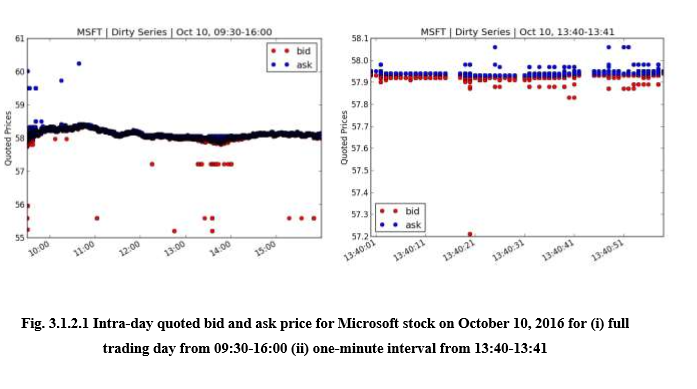 MSFT | Dirty Series | Oct 10, 09:30-16:00
61
60
59
58
57
56
55
Quoted Prices
bid
ask
10:00
11:00
12:00
13:00
14:00
15:00
MSFT | Dirty Series | Oct 10, 13:40-13:41
58.1
58.0
57.9
57.8
57.7
57.6
57.5
57.4
57.3
57.2
Quoted Prices
bid
ask
13:40:01
13:40:11
13:40:21
13:40:31
13:40:41
13:40:51
Fig. 3.1.2.1 Intra-day quoted bid and ask price for Microsoft stock on October 10, 2016 for (i) full
trading day from 09:30-16:00 (ii) one-minute interval from 13:40-13:41